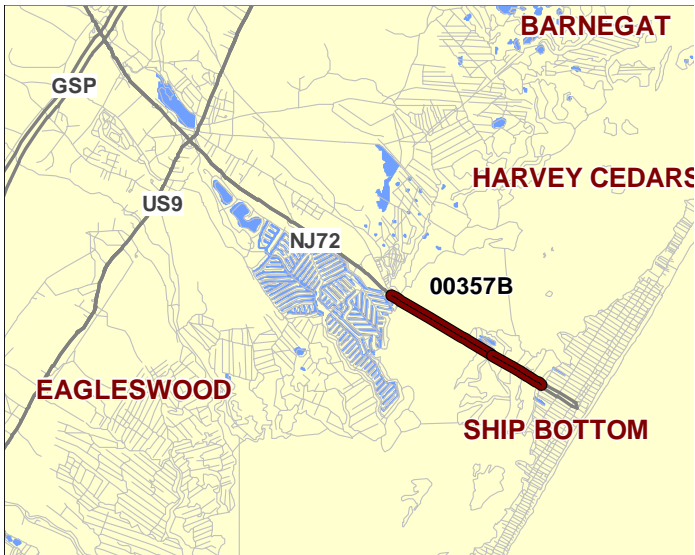 BARNEGAT
GSP
HARVEY CEDARS
US9
NJ72
00357B
EAGLESWOOD
SHIP BOTTOM